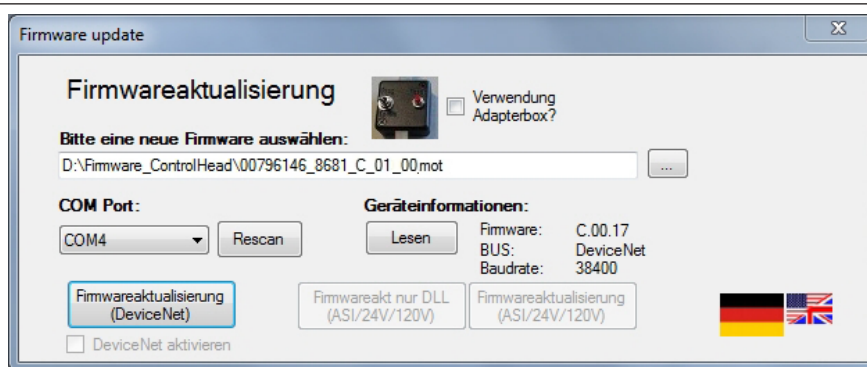 Firmware update
Firmwareaktualisierung
Verwendung
Adapterbox?
Bitte eine neue Firmware auswählen:
D:\Firmware_ControlHead\00796146_8681_C_01_00.mot
...
COM Port:
COM4
Rescan
Geräteinformationen:
Lesen
Firmware: C.00.17
BUS: DeviceNet
Baudrate: 38400
Firmwareaktualisierung
(DeviceNet)
Firmwareakt nur DLL
(ASI/24V/120V)
Firmwareaktualisierung
(ASI/24V/120V)
DeviceNet aktivieren